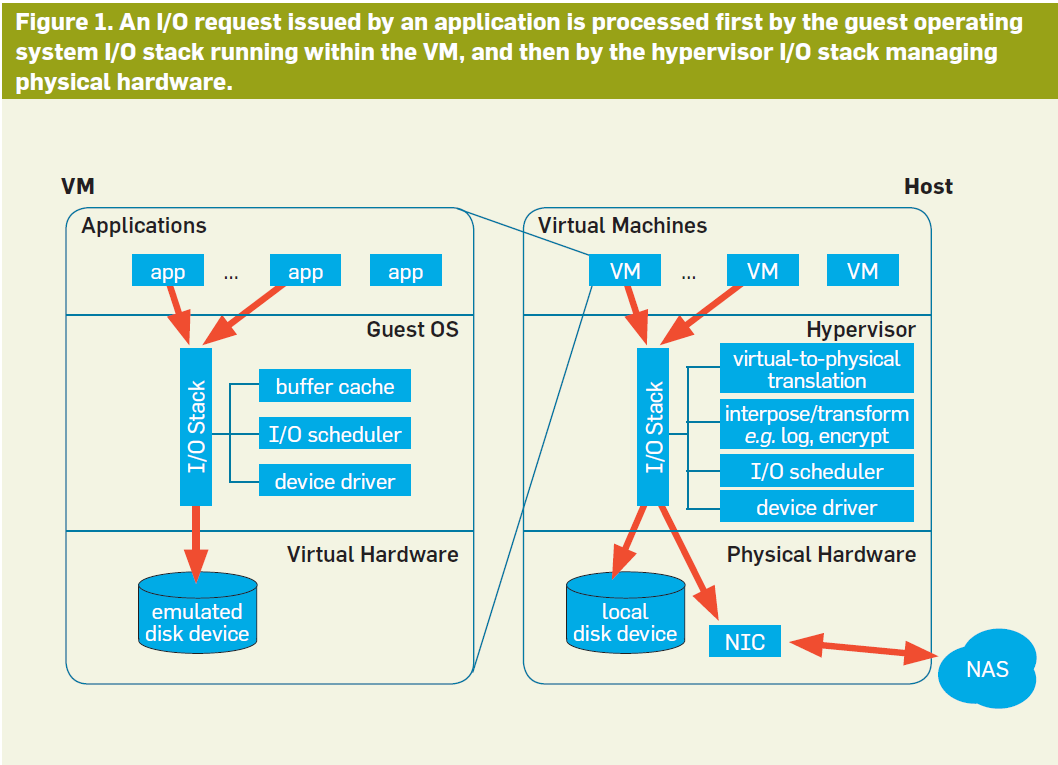 Figure 1. An I/O request issued by an application is processed first by the guest operating
system I/O stack running within the VM, and then by the hypervisor I/O stack managing
physical hardware.
VM
Applications
app
...
app
app
Guest OS
I/O Stack
buffer cache
I/O scheduler
device driver
Virtual Hardware
emulated
disk device
Host
Virtual Machines
VM
...
VM
VM
Hypervisor
I/O Stack
virtual-to-physical
translation
interpose/transform
e.g. log, encrypt
I/O scheduler
device driver
Physical Hardware
local
disk device
NIC
NAS